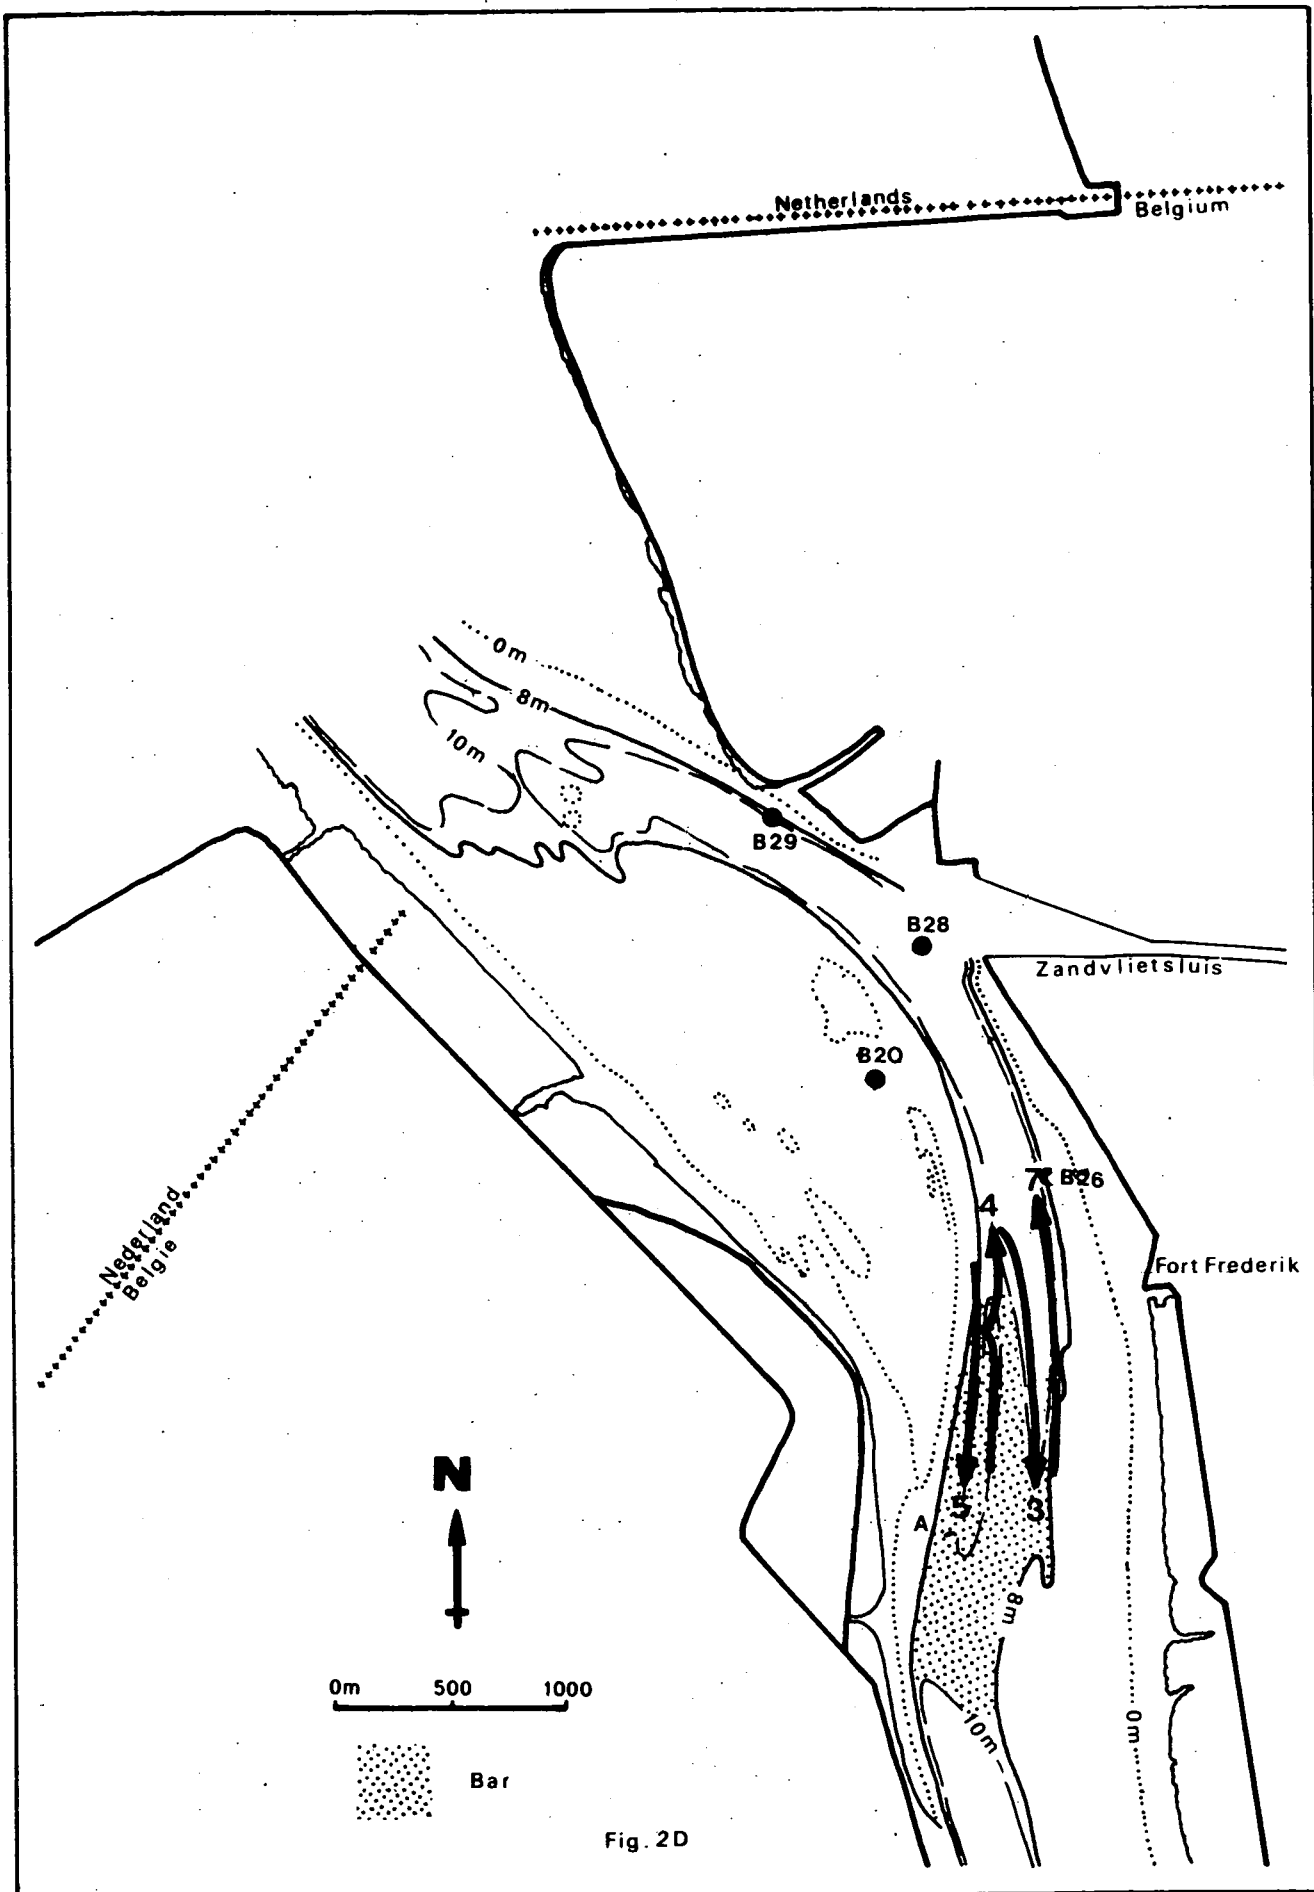 Netherlands
Belgium
0m
8m
10m
B29
B28
Zandvlietsluis
B20
7
B26
4
Nederland
Belgie
Fort Frederik
N
5
3
A
8m
0m 500 1000
10m
0m
Bar
Fig. 2D